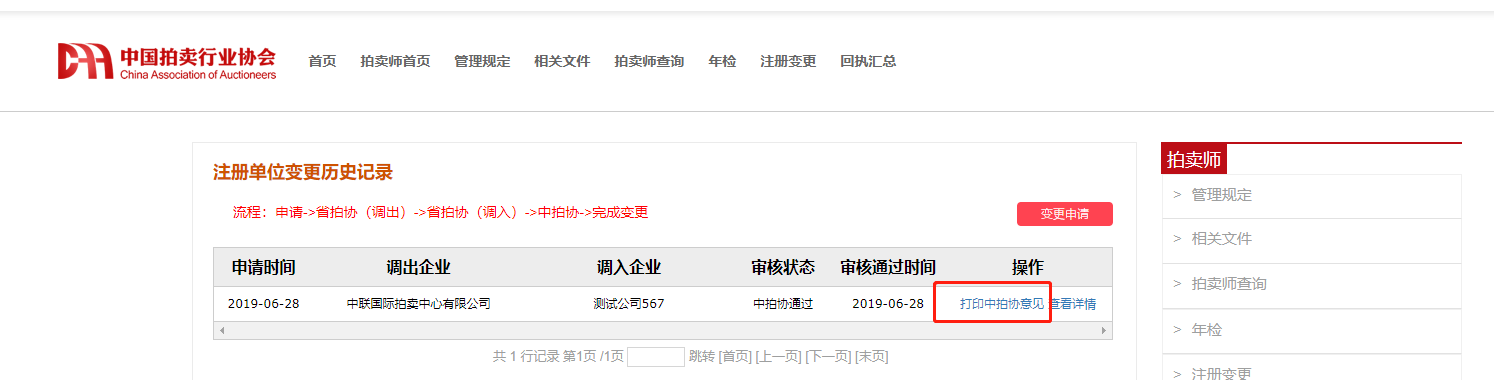 中国拍卖行业协会
China Association of Auctioneers
首页 拍卖师首页 管理规定 相关文件 拍卖师查询 年检 注册变更 回执汇总
注册单位变更历史记录
流程：申请->省拍协（调出）->省拍协（调入）->中拍协->完成变更
变更申请
申请时间 调出企业 调入企业 审核状态 审核通过时间 操作
2019-06-28 中联国际拍卖中心有限公司 测试公司567 中拍协通过 2019-06-28 打印中拍协意见 查看详情
共 1 行记录 第1页 /1页 跳转 [首页] [上一页] [下一页] [末页]
拍卖师
> 管理规定
> 相关文件
> 拍卖师查询
> 年检
> 注册变更